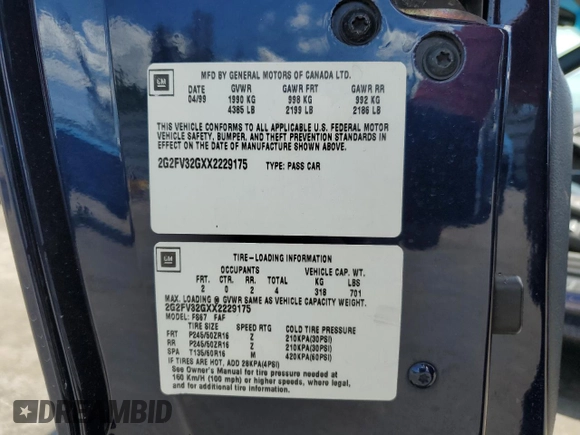 GM
MFD BY GENERAL MOTORS OF CANADA LTD.
DATE GVWR GAWR FRT GAWR RR
04/99 1990 KG 998 KG 992 KG
4385 LB 2199 LB 2186 LB
THIS VEHICLE CONFORMS TO ALL APPLICABLE U.S. FEDERAL MOTOR
VEHICLE SAFETY, BUMPER, AND THEFT PREVENTION STANDARDS
IN EFFECT ON THE DATE OF MANUFACTURE SHOWN ABOVE.
2G2FV32GXX2229175 TYPE: PASS CAR
GM
TIRE-LOADING INFORMATION
OCCUPANTS VEHICLE CAP. WT.
FRT. CTR. RR. TOTAL KG LBS
2 0 2 4 318 701
MAX. LOADING @ GVWR SAME AS VEHICLE CAPACITY WEIGHT.
2G2FV32GXX2229175
MODEL: FS67 FAF
TIRE SIZE SPEED RTG COLD TIRE PRESSURE
FRT P245/50ZR16 Z 210KPA(30PSI)
RR P245/50ZR16 Z 210KPA(30PSI)
SPA T135/60R16 M 420KPA(60PSI)
IF TIRES ARE HOT, ADD 28KPA(4PSI)
See Owner's Manual for tire pressure needed at
160 Km/H (100 mph) or higher speeds, where legal,
and for additional information.
DREAMBID